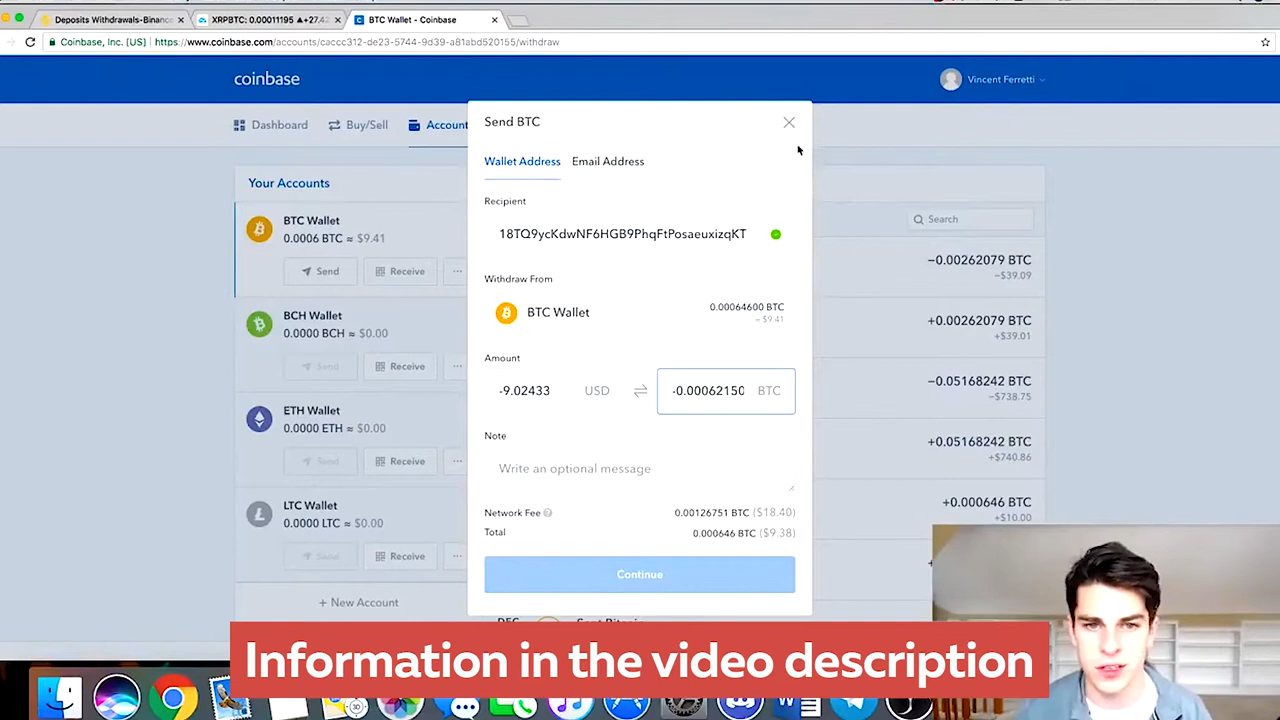 Deposits Withdrawals-Binanc
XRPBTC: 0.00011195 ▲+27.4
BTC Wallet - Coinbase
Coinbase, Inc. [US] | https://www.coinbase.com/accounts/caccc312-de23-5744-9d39-a81abd520155/withdraw
coinbase
Vincent Ferretti
Dashboard
Buy/Sell
Account
Your Accounts
BTC Wallet
0.0006 BTC ≈ $9.41
Send
Receive
BCH Wallet
0.0000 BCH ≈ $0.00
Send
Receive
ETH Wallet
0.0000 ETH ≈ $0.00
Send
Receive
LTC Wallet
0.0000 LTC ≈ $0.00
Send
Receive
+ New Account
Send BTC
Wallet Address
Email Address
Recipient
18TQ9ycKdwNF6HGB9PhqFtPosaeuxizqKT
Withdraw From
BTC Wallet
0.00064600 BTC
~ $9.41
Amount
-9.02433 USD
-0.00062150 BTC
Note
Write an optional message
Network Fee
0.00126751 BTC ($18.40)
Total
0.000646 BTC ($9.38)
Continue
Search
−0.00262079 BTC
−$39.09
+0.00262079 BTC
+$39.01
−0.05168242 BTC
−$738.75
+0.05168242 BTC
+$740.86
+0.000646 BTC
+$10.00
Information in the video description